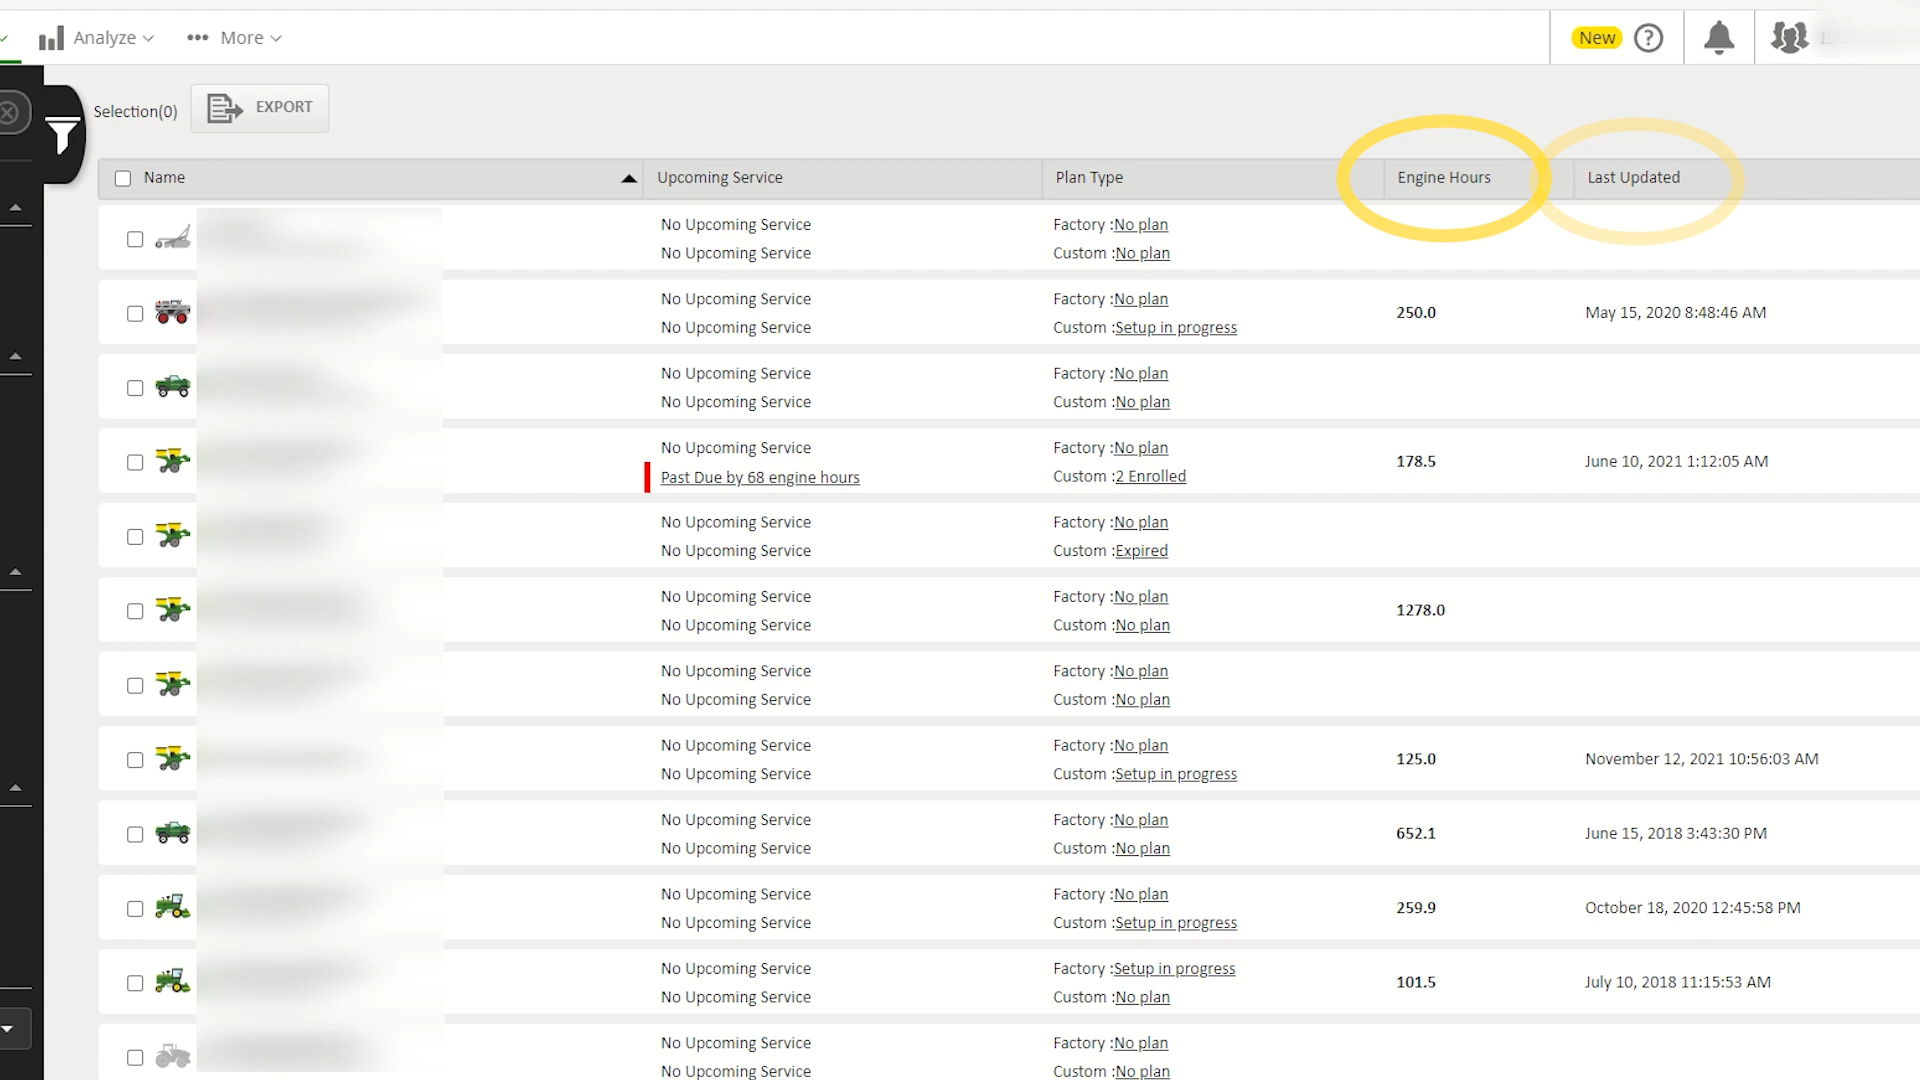 Analyze
More
New
Selection(0)
EXPORT
Name
Upcoming Service
Plan Type
Engine Hours
Last Updated
No Upcoming Service
Factory :No plan
No Upcoming Service
Custom :No plan
No Upcoming Service
Factory :No plan
250.0
May 15, 2020 8:48:46 AM
No Upcoming Service
Custom :Setup in progress
No Upcoming Service
Factory :No plan
No Upcoming Service
Custom :No plan
No Upcoming Service
Factory :No plan
178.5
June 10, 2021 1:12:05 AM
Past Due by 68 engine hours
Custom :2 Enrolled
No Upcoming Service
Factory :No plan
No Upcoming Service
Custom :Expired
No Upcoming Service
Factory :No plan
1278.0
No Upcoming Service
Custom :No plan
No Upcoming Service
Factory :No plan
No Upcoming Service
Custom :No plan
No Upcoming Service
Factory :No plan
125.0
November 12, 2021 10:56:03 AM
No Upcoming Service
Custom :Setup in progress
No Upcoming Service
Factory :No plan
652.1
June 15, 2018 3:43:30 PM
No Upcoming Service
Custom :No plan
No Upcoming Service
Factory :No plan
259.9
October 18, 2020 12:45:58 PM
No Upcoming Service
Custom :Setup in progress
No Upcoming Service
Factory :Setup in progress
101.5
July 10, 2018 11:15:53 AM
No Upcoming Service
Custom :No plan
No Upcoming Service
Factory :No plan
No Upcoming Service
Custom :No plan